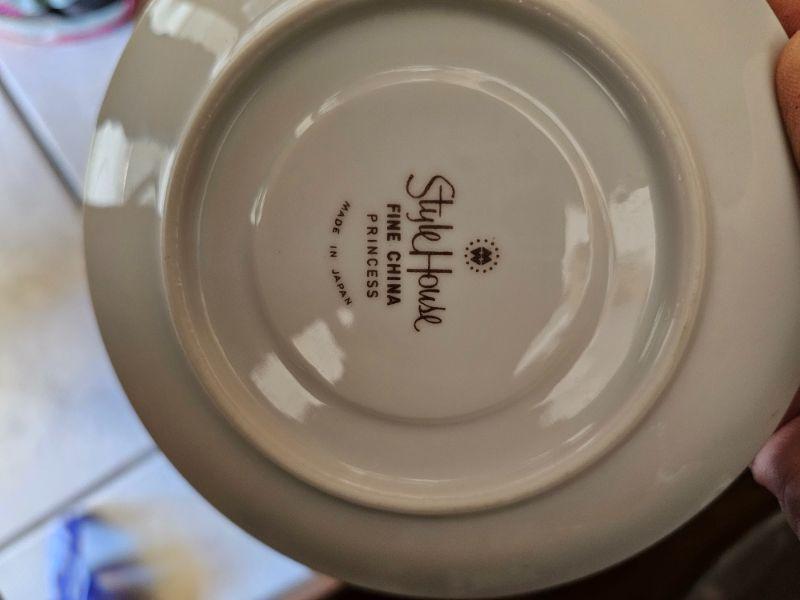 Style House
FINE CHINA
PRINCESS
MADE IN JAPAN